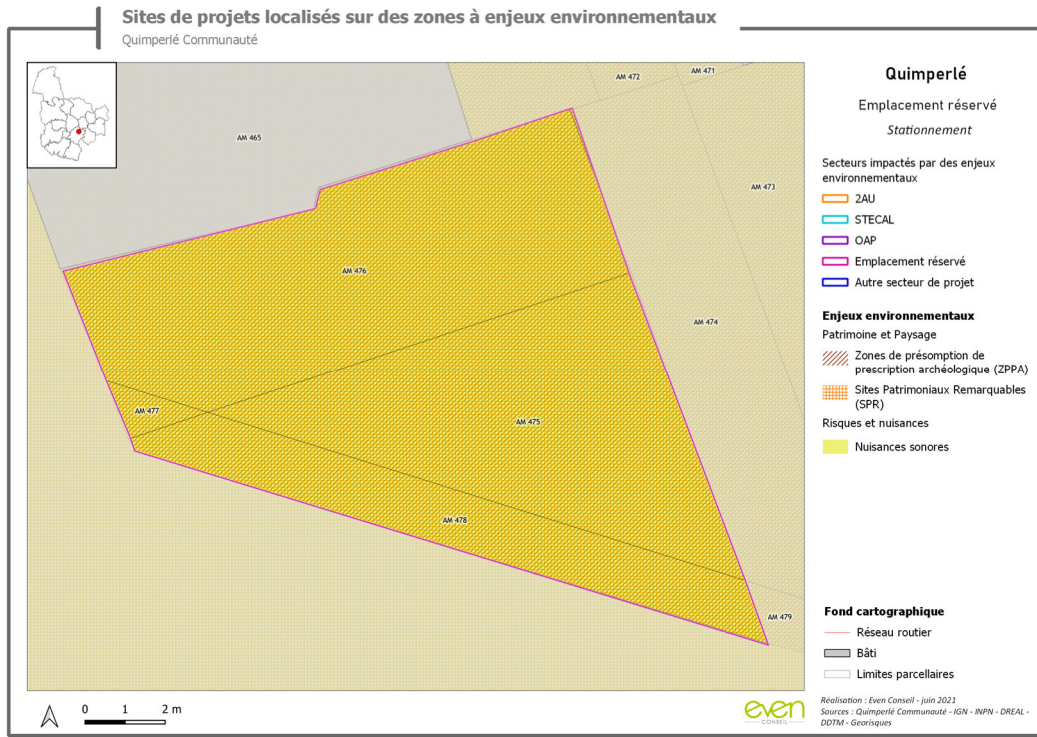 Sites de projets localisés sur des zones à enjeux environnementaux
Quimperlé Communauté
AM 465
AM 472
AM 471
AM 473
AM 476
AM 474
AM 477
AM 475
AM 478
AM 479
Quimperlé
Emplacement réservé
Stationnement
Secteurs impactés par des enjeux
environnementaux
2AU
STECAL
OAP
Emplacement réservé
Autre secteur de projet
Enjeux environnementaux
Patrimoine et Paysage
Zones de présomption de
prescription archéologique (ZPPA)
Sites Patrimoniaux Remarquables
(SPR)
Risques et nuisances
Nuisances sonores
Fond cartographique
Réseau routier
Bâti
Limites parcellaires
0 1 2 m
even
CONSEIL
Réalisation : Even Conseil - juin 2021
Sources : Quimperlé Communauté - IGN - INPN - DREAL -
DDTM - Georisques